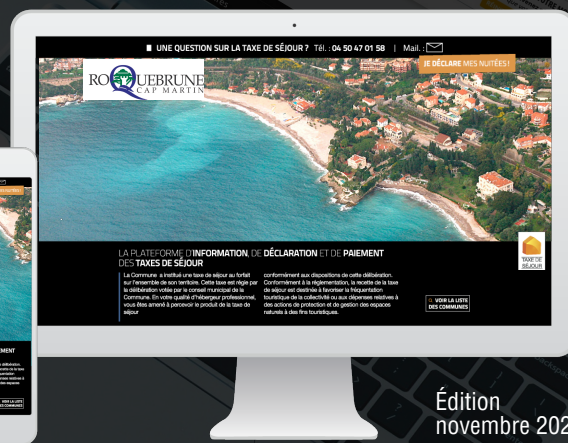 UNE QUESTION SUR LA TAXE DE SÉJOUR ? Tél. : 04 50 47 01 58 | Mail. :
JE DÉCLARE MES NUITÉES !
ROQUEBRUNE
CAP MARTIN
LA PLATEFORME D'INFORMATION, DE DÉCLARATION ET DE PAIEMENT
DES TAXES DE SÉJOUR
La Commune a institué une taxe de séjour au forfait
sur l'ensemble de son territoire. Cette taxe est régie par
la délibération votée par le conseil municipal de la
Commune. En votre qualité d'hébergeur professionnel,
vous êtes amené à percevoir le produit de la taxe de
séjour
conformément aux dispositions de cette délibération.
Conformément à la réglementation, la recette de la taxe
de séjour est destinée à favoriser la fréquentation
touristique de la collectivité ou aux dépenses relatives à
des actions de protection et de gestion des espaces
naturels à des fins touristiques.
TAXE DE
SÉJOUR
VOIR LA LISTE
DES COMMUNES
Édition
novembre 202